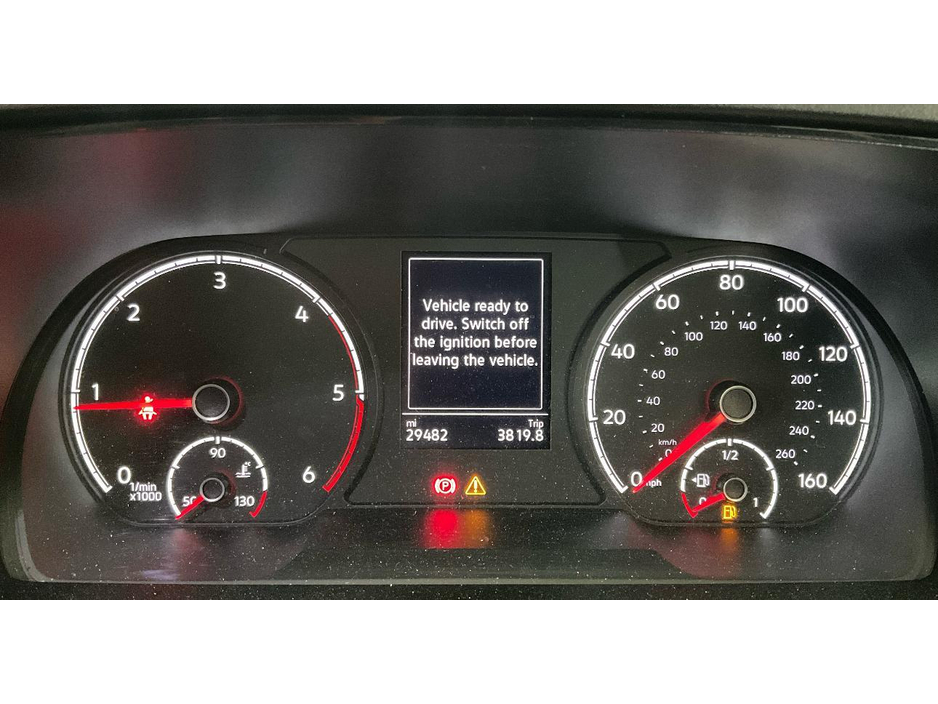 Vehicle ready to
drive. Switch off
the ignition before
leaving the vehicle.
mi Trip
29482 3819.8
0 1 2 3 4 5 6
1/min
x1000
50 90 130
P
0 20 40 60 80 100 120 140 160
mph
0 20 40 60 80 100 120 140 160 180 200 220 240 260
km/h
0 1/2 1